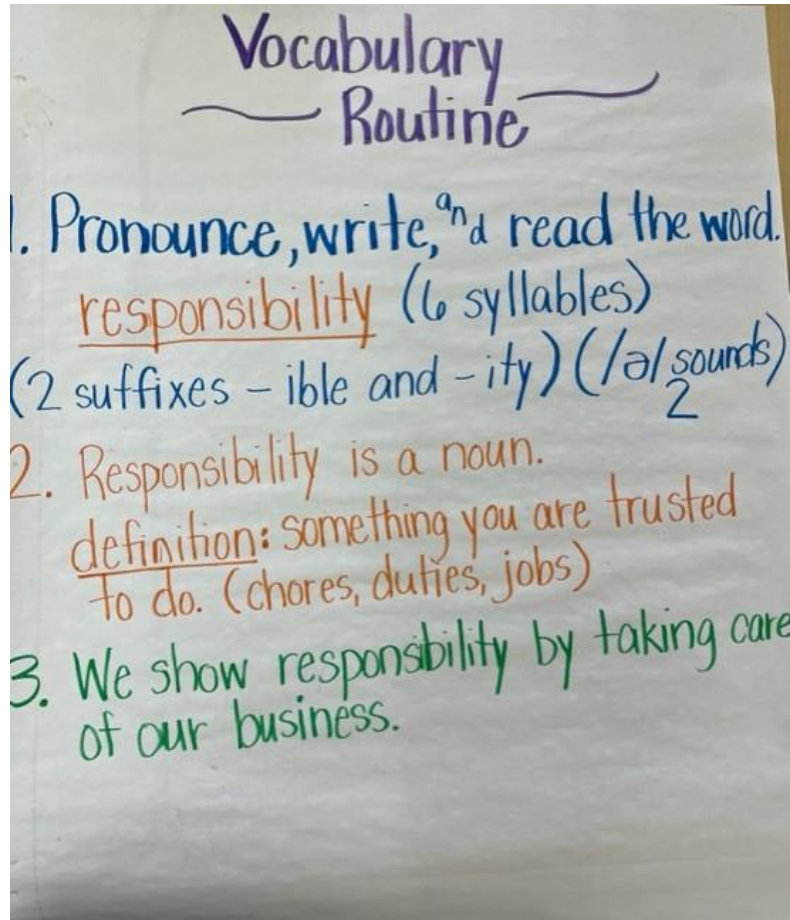 Vocabulary
Routine
1. Pronounce, write, and read the word.
responsibility (6 syllables)
(2 suffixes - ible and - ity) (/ə/ sounds)
2
2. Responsibility is a noun.
definition: something you are trusted
to do. (chores, duties, jobs)
3. We show responsibility by taking care
of our business.